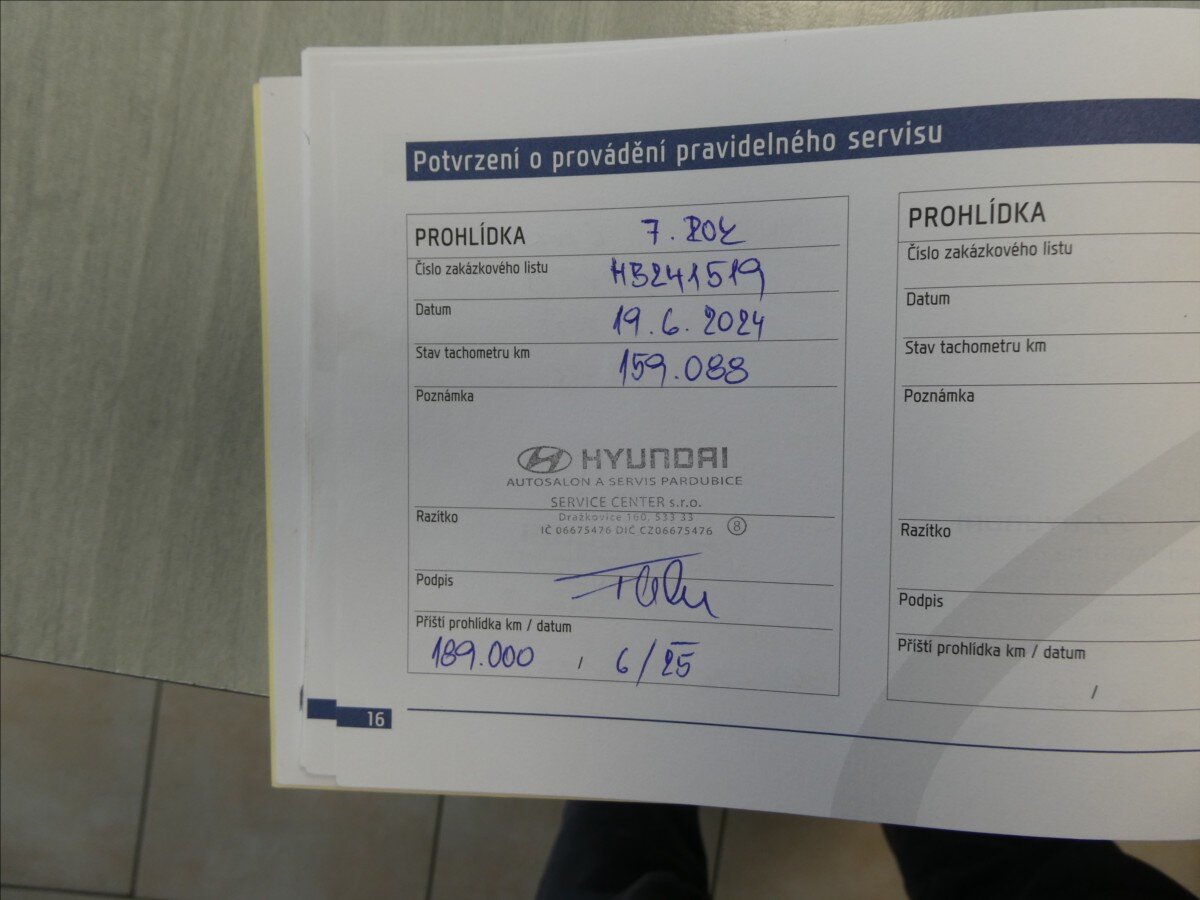 Potvrzení o provádění pravidelného servisu
PROHLÍDKA 7. ROK
Číslo zakázkového listu HB241519
Datum 19.6.2024
Stav tachometru km 159.088
Poznámka
HYUNDAI
AUTOSALON A SERVIS PARDUBICE
SERVICE CENTER s.r.o.
Razítko
Dražkovice 160, 533 33
IČ 06675476 DIČ CZ06675476 8
Podpis
Příští prohlídka km / datum
189.000 / 6/25
PROHLÍDKA
Číslo zakázkového listu
Datum
Stav tachometru km
Poznámka
Razítko
Podpis
Příští prohlídka km / datum
/
16